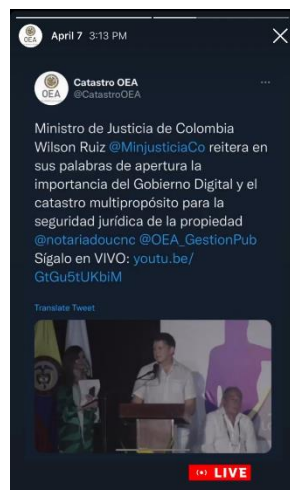 OEA
April 7 3:13 PM
OEA
Catastro OEA
@CatastroOEA
Ministro de Justicia de Colombia
Wilson Ruiz @MinjusticiaCo reitera en
sus palabras de apertura la
importancia del Gobierno Digital y el
catastro multipropósito para la
seguridad jurídica de la propiedad
@notariadoucnc @OEA_GestionPub
Sígalo en VIVO: youtu.be/
GtGu5tUKbiM
Translate Tweet
LIVE